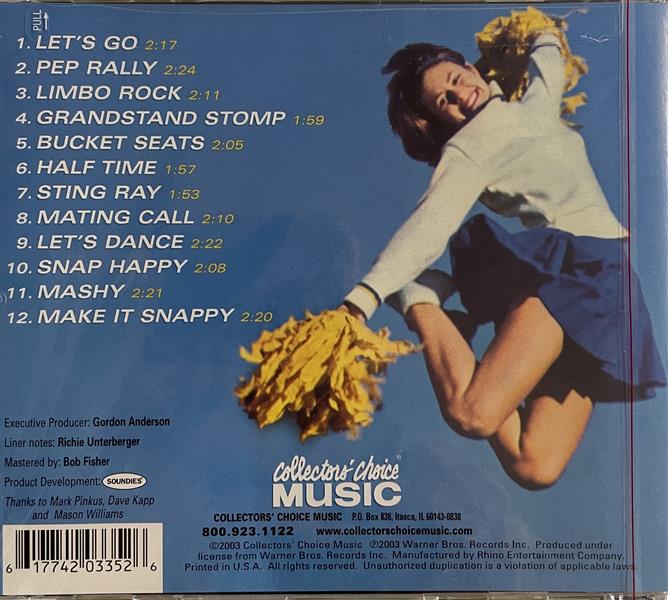 PULL
1. LET'S GO 2:17
2. PEP RALLY 2:24
3. LIMBO ROCK 2:11
4. GRANDSTAND STOMP 1:59
5. BUCKET SEATS 2:05
6. HALF TIME 1:57
7. STING RAY 1:53
8. MATING CALL 2:10
9. LET'S DANCE 2:22
10. SNAP HAPPY 2:08
11. MASHY 2:21
12. MAKE IT SNAPPY 2:20
Executive Producer: Gordon Anderson
Liner notes: Richie Unterberger
Mastered by: Bob Fisher
Product Development: SOUNDIES
Thanks to Mark Pinkus, Dave Kapp
and Mason Williams
Collectors' Choice®
MUSIC
COLLECTORS' CHOICE MUSIC P.O. Box 838, Itasca, IL 60143-0838
800.923.1122 www.collectorschoicemusic.com
©2003 Collectors' Choice Music ℗2003 Warner Bros. Records Inc. Produced under
license from Warner Bros. Records Inc. Manufactured by Rhino Entertainment Company.
Printed in U.S.A. All rights reserved. Unauthorized duplication is a violation of applicable laws.
6 17742 03352 6